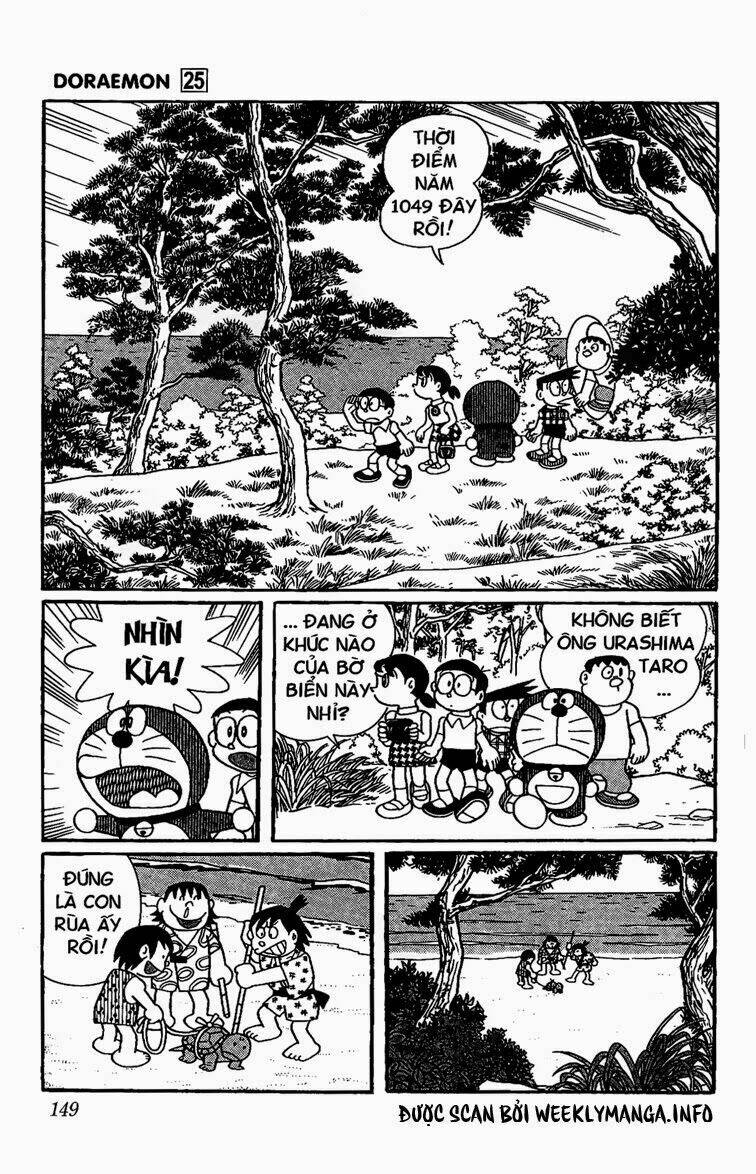 DORAEMON 25
THỜI
ĐIỂM
NĂM
1049 ĐÂY
RỒI!
KHÔNG BIẾT
ÔNG URASHIMA
TARO
...
... ĐANG Ở
KHÚC NÀO
CỦA BỜ
BIỂN NÀY
NHỈ?
NHÌN
KÌA!
ĐÚNG
LÀ CON
RÙA ẤY
RỒI!
149
ĐƯỢC SCAN BỞI WEEKLYMANGA.INFO